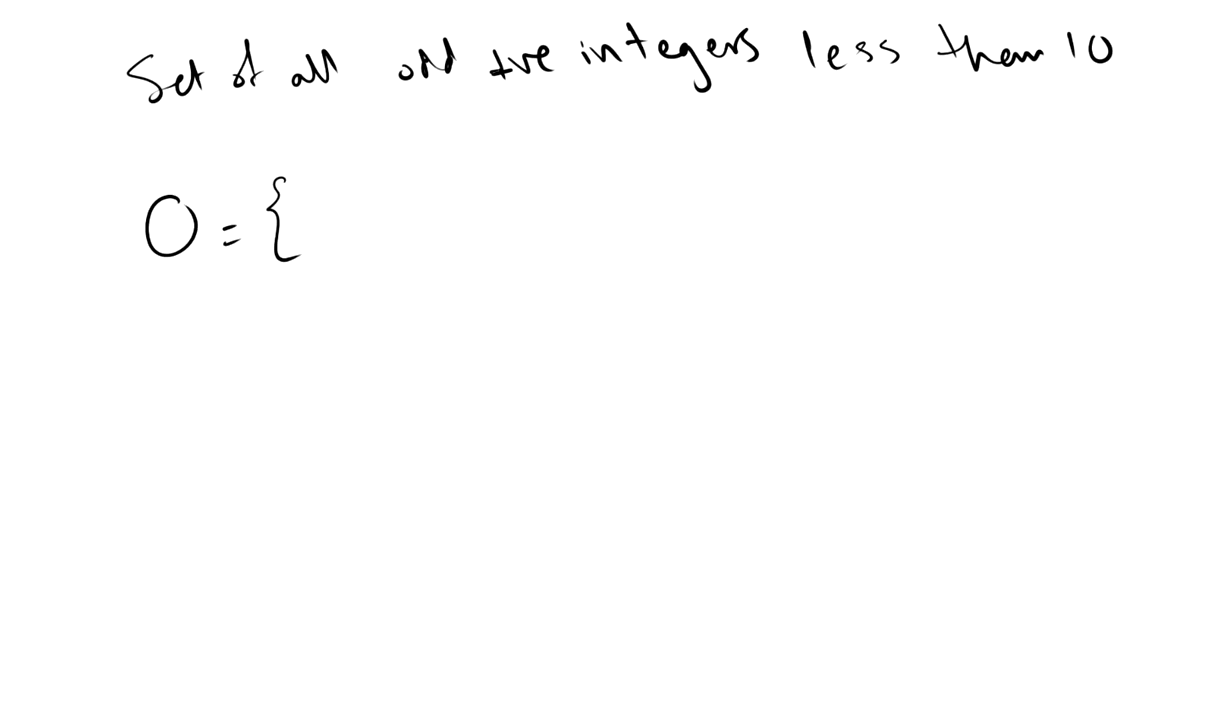 Set of all odd +ve integers less than 10
O = {